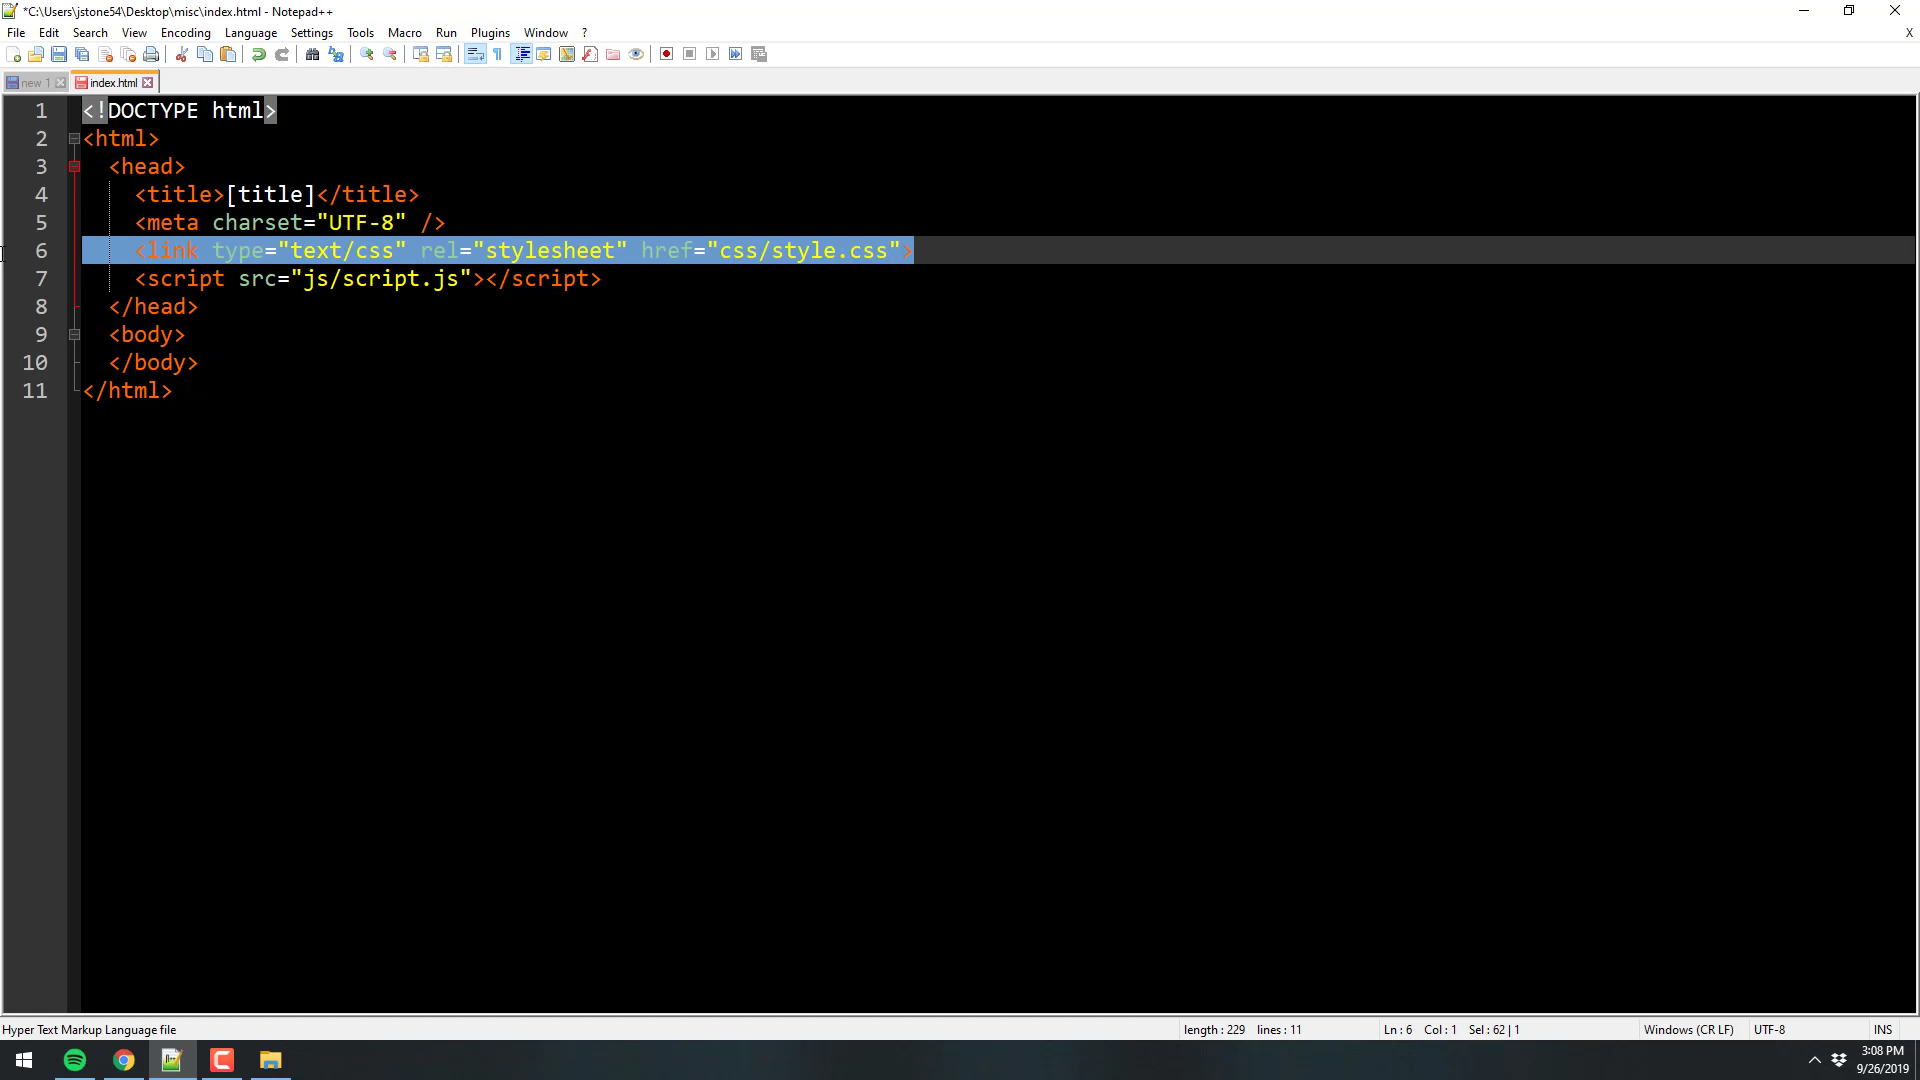 *C:\Users\jstone54\Desktop\misc\index.html - Notepad++
File Edit Search View Encoding Language Settings Tools Macro Run Plugins Window ? X
new 1 index.html
1 <!DOCTYPE html>
2 <html>
3 <head>
4 <title>[title]</title>
5 <meta charset="UTF-8" />
6 <link type="text/css" rel="stylesheet" href="css/style.css">
7 <script src="js/script.js"></script>
8 </head>
9 <body>
10 </body>
11 </html>
Hyper Text Markup Language file length : 229 lines : 11 Ln : 6 Col : 1 Sel : 62 | 1 Windows (CR LF) UTF-8 INS
3:08 PM
9/26/2019